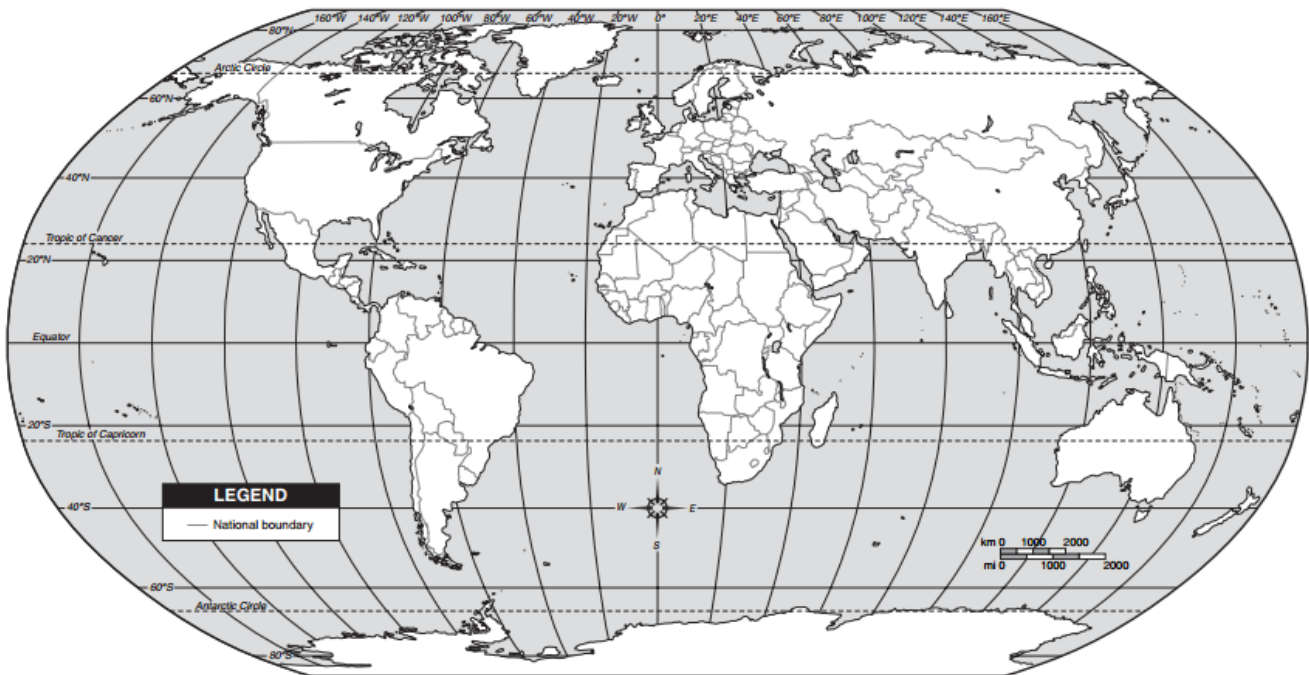 160°W 140°W 120°W 100°W 80°W 60°W 40°W 20°W 0° 20°E 40°E 60°E 80°E 100°E 120°E 140°E 160°E
80°N
Arctic Circle
60°N
40°N
Tropic of Cancer
20°N
Equator
20°S
Tropic of Capricorn
N
W E
S
LEGEND
National boundary
40°S
km 0 1000 2000
mi 0 1000 2000
60°S
Antarctic Circle
80°S